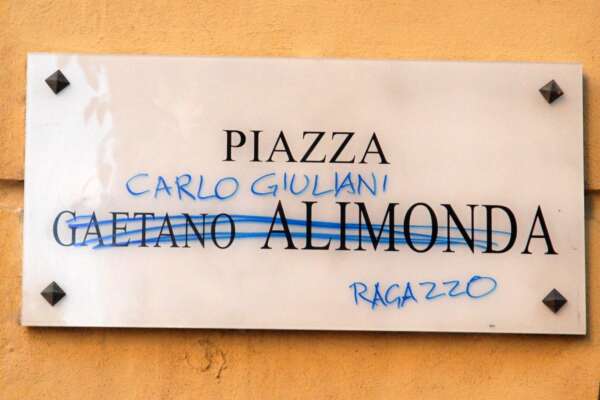 PIAZZA
CARLO GIULIANI
GAETANO ALIMONDA
RAGAZZO